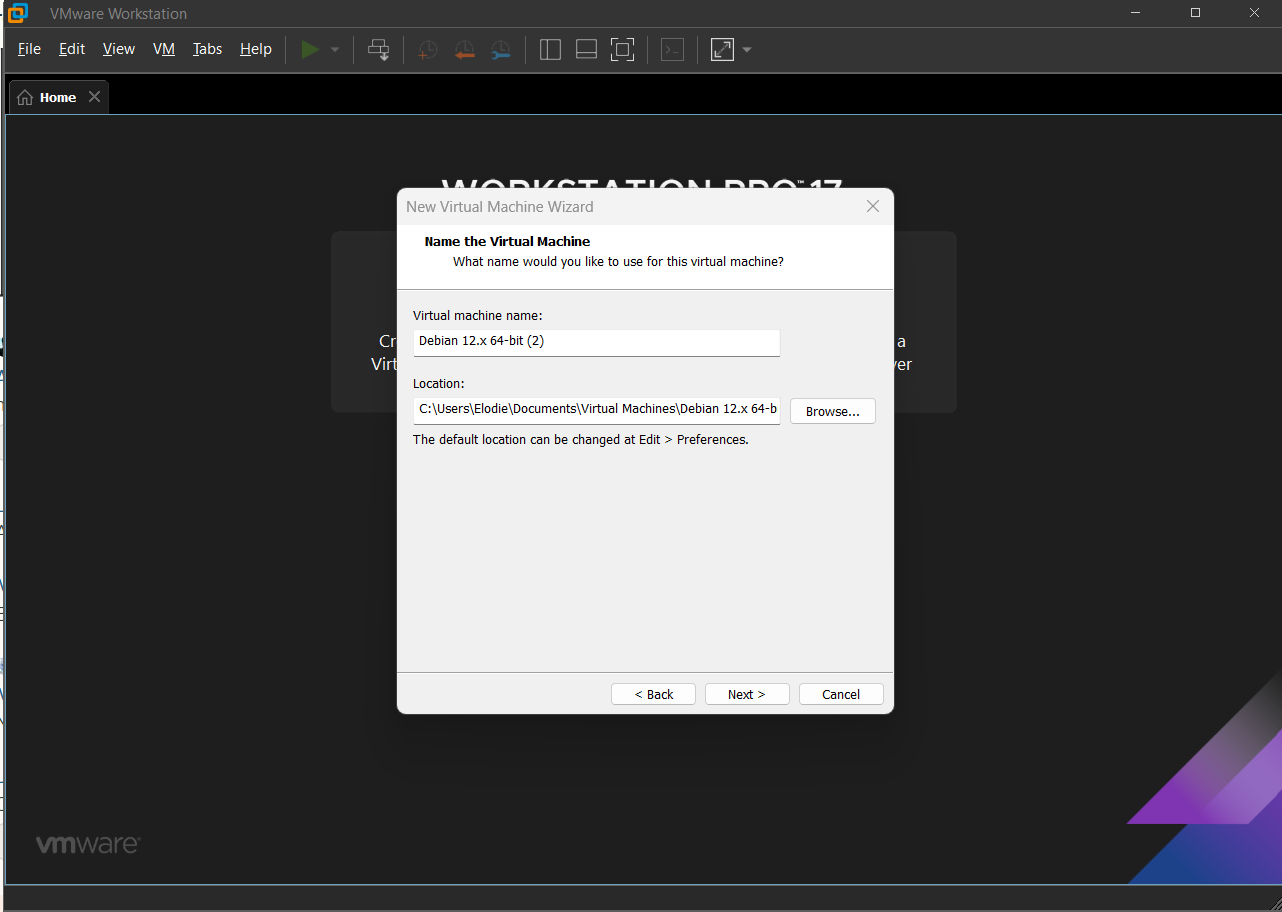 VMware Workstation
File Edit View VM Tabs Help
Home
WORKSTATION PRO™ 17
New Virtual Machine Wizard
Name the Virtual Machine
What name would you like to use for this virtual machine?
Virtual machine name:
Debian 12.x 64-bit (2)
Location:
C:\Users\Elodie\Documents\Virtual Machines\Debian 12.x 64-b
Browse...
The default location can be changed at Edit > Preferences.
Cr
a
Virt
ver
< Back
Next >
Cancel
vmware